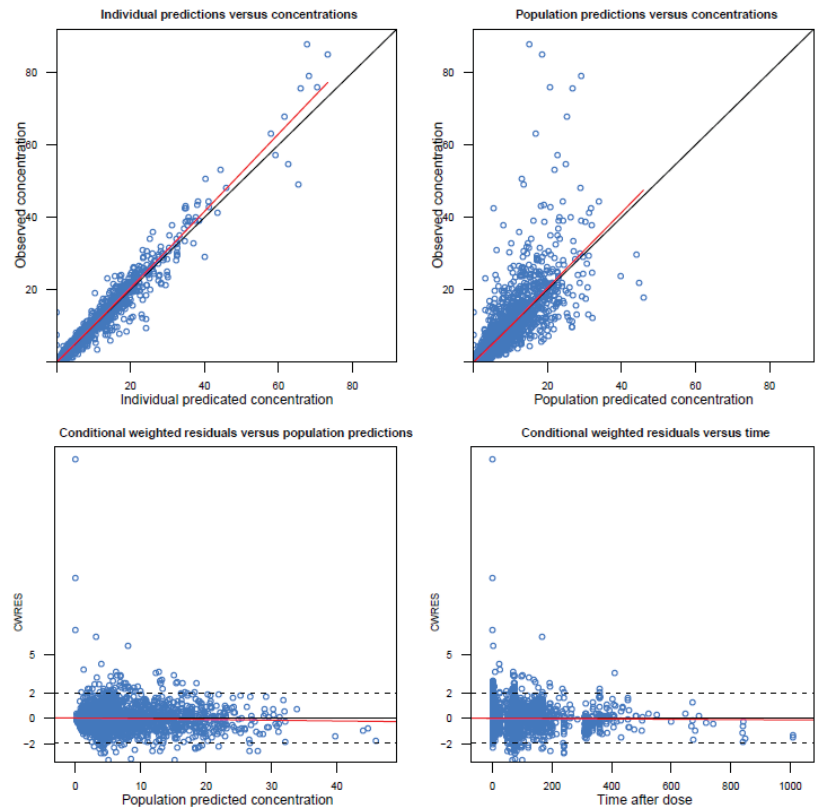 Individual predictions versus concentrations
Observed concentration
80
60
40
20
20
40
60
80
Individual predicated concentration
Population predictions versus concentrations
Observed concentration
80
60
40
20
20
40
60
80
Population predicated concentration
Conditional weighted residuals versus population predictions
CWRES
5
2
0
−2
0
10
20
30
40
Population predicted concentration
Conditional weighted residuals versus time
CWRES
5
2
0
−2
0
200
400
600
800
1000
Time after dose